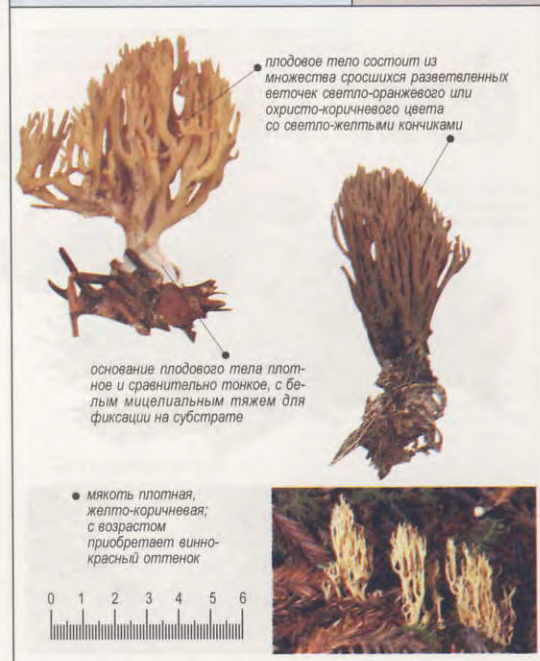 плодовое тело состоит из
множества сросшихся разветвленных
веточек светло-оранжевого или
охристо-коричневого цвета
со светло-желтыми кончиками
основание плодового тела плот-
ное и сравнительно тонкое, с бе-
лым мицелиальным тяжем для
фиксации на субстрате
мякоть плотная,
желто-коричневая;
с возрастом
приобретает винно-
красный оттенок
0 1 2 3 4 5 6